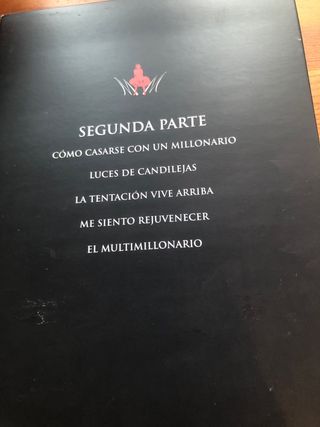 SEGUNDA PARTE
CÓMO CASARSE CON UN MILLONARIO
LUCES DE CANDILEJAS
LA TENTACIÓN VIVE ARRIBA
ME SIENTO REJUVENECER
EL MULTIMILLONARIO